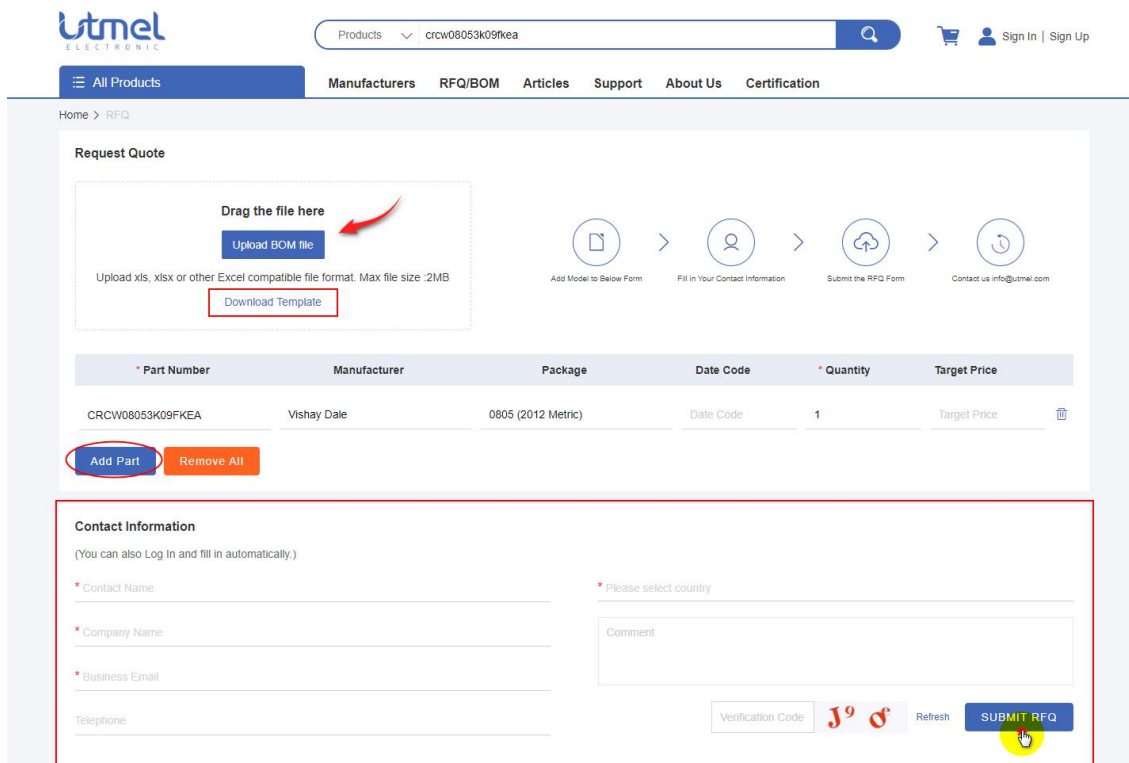 utmel
ELECTRONIC
Products crcw08053k09fkea
Sign In | Sign Up
All Products
Manufacturers RFQ/BOM Articles Support About Us Certification
Home > RFQ
Request Quote
Drag the file here
Upload BOM file
Upload xls, xlsx or other Excel compatible file format. Max file size :2MB
Download Template
Add Model to Below Form > Fill in Your Contact Information > Submit the RFQ Form > Contact us info@utmel.com
* Part Number Manufacturer Package Date Code * Quantity Target Price
CRCW08053K09FKEA Vishay Dale 0805 (2012 Metric) Date Code 1 Target Price
Add Part Remove All
Contact Information
(You can also Log In and fill in automatically.)
* Contact Name
* Please select country
* Company Name
Comment
* Business Email
Telephone
Verification Code J9 Refresh SUBMIT RFQ